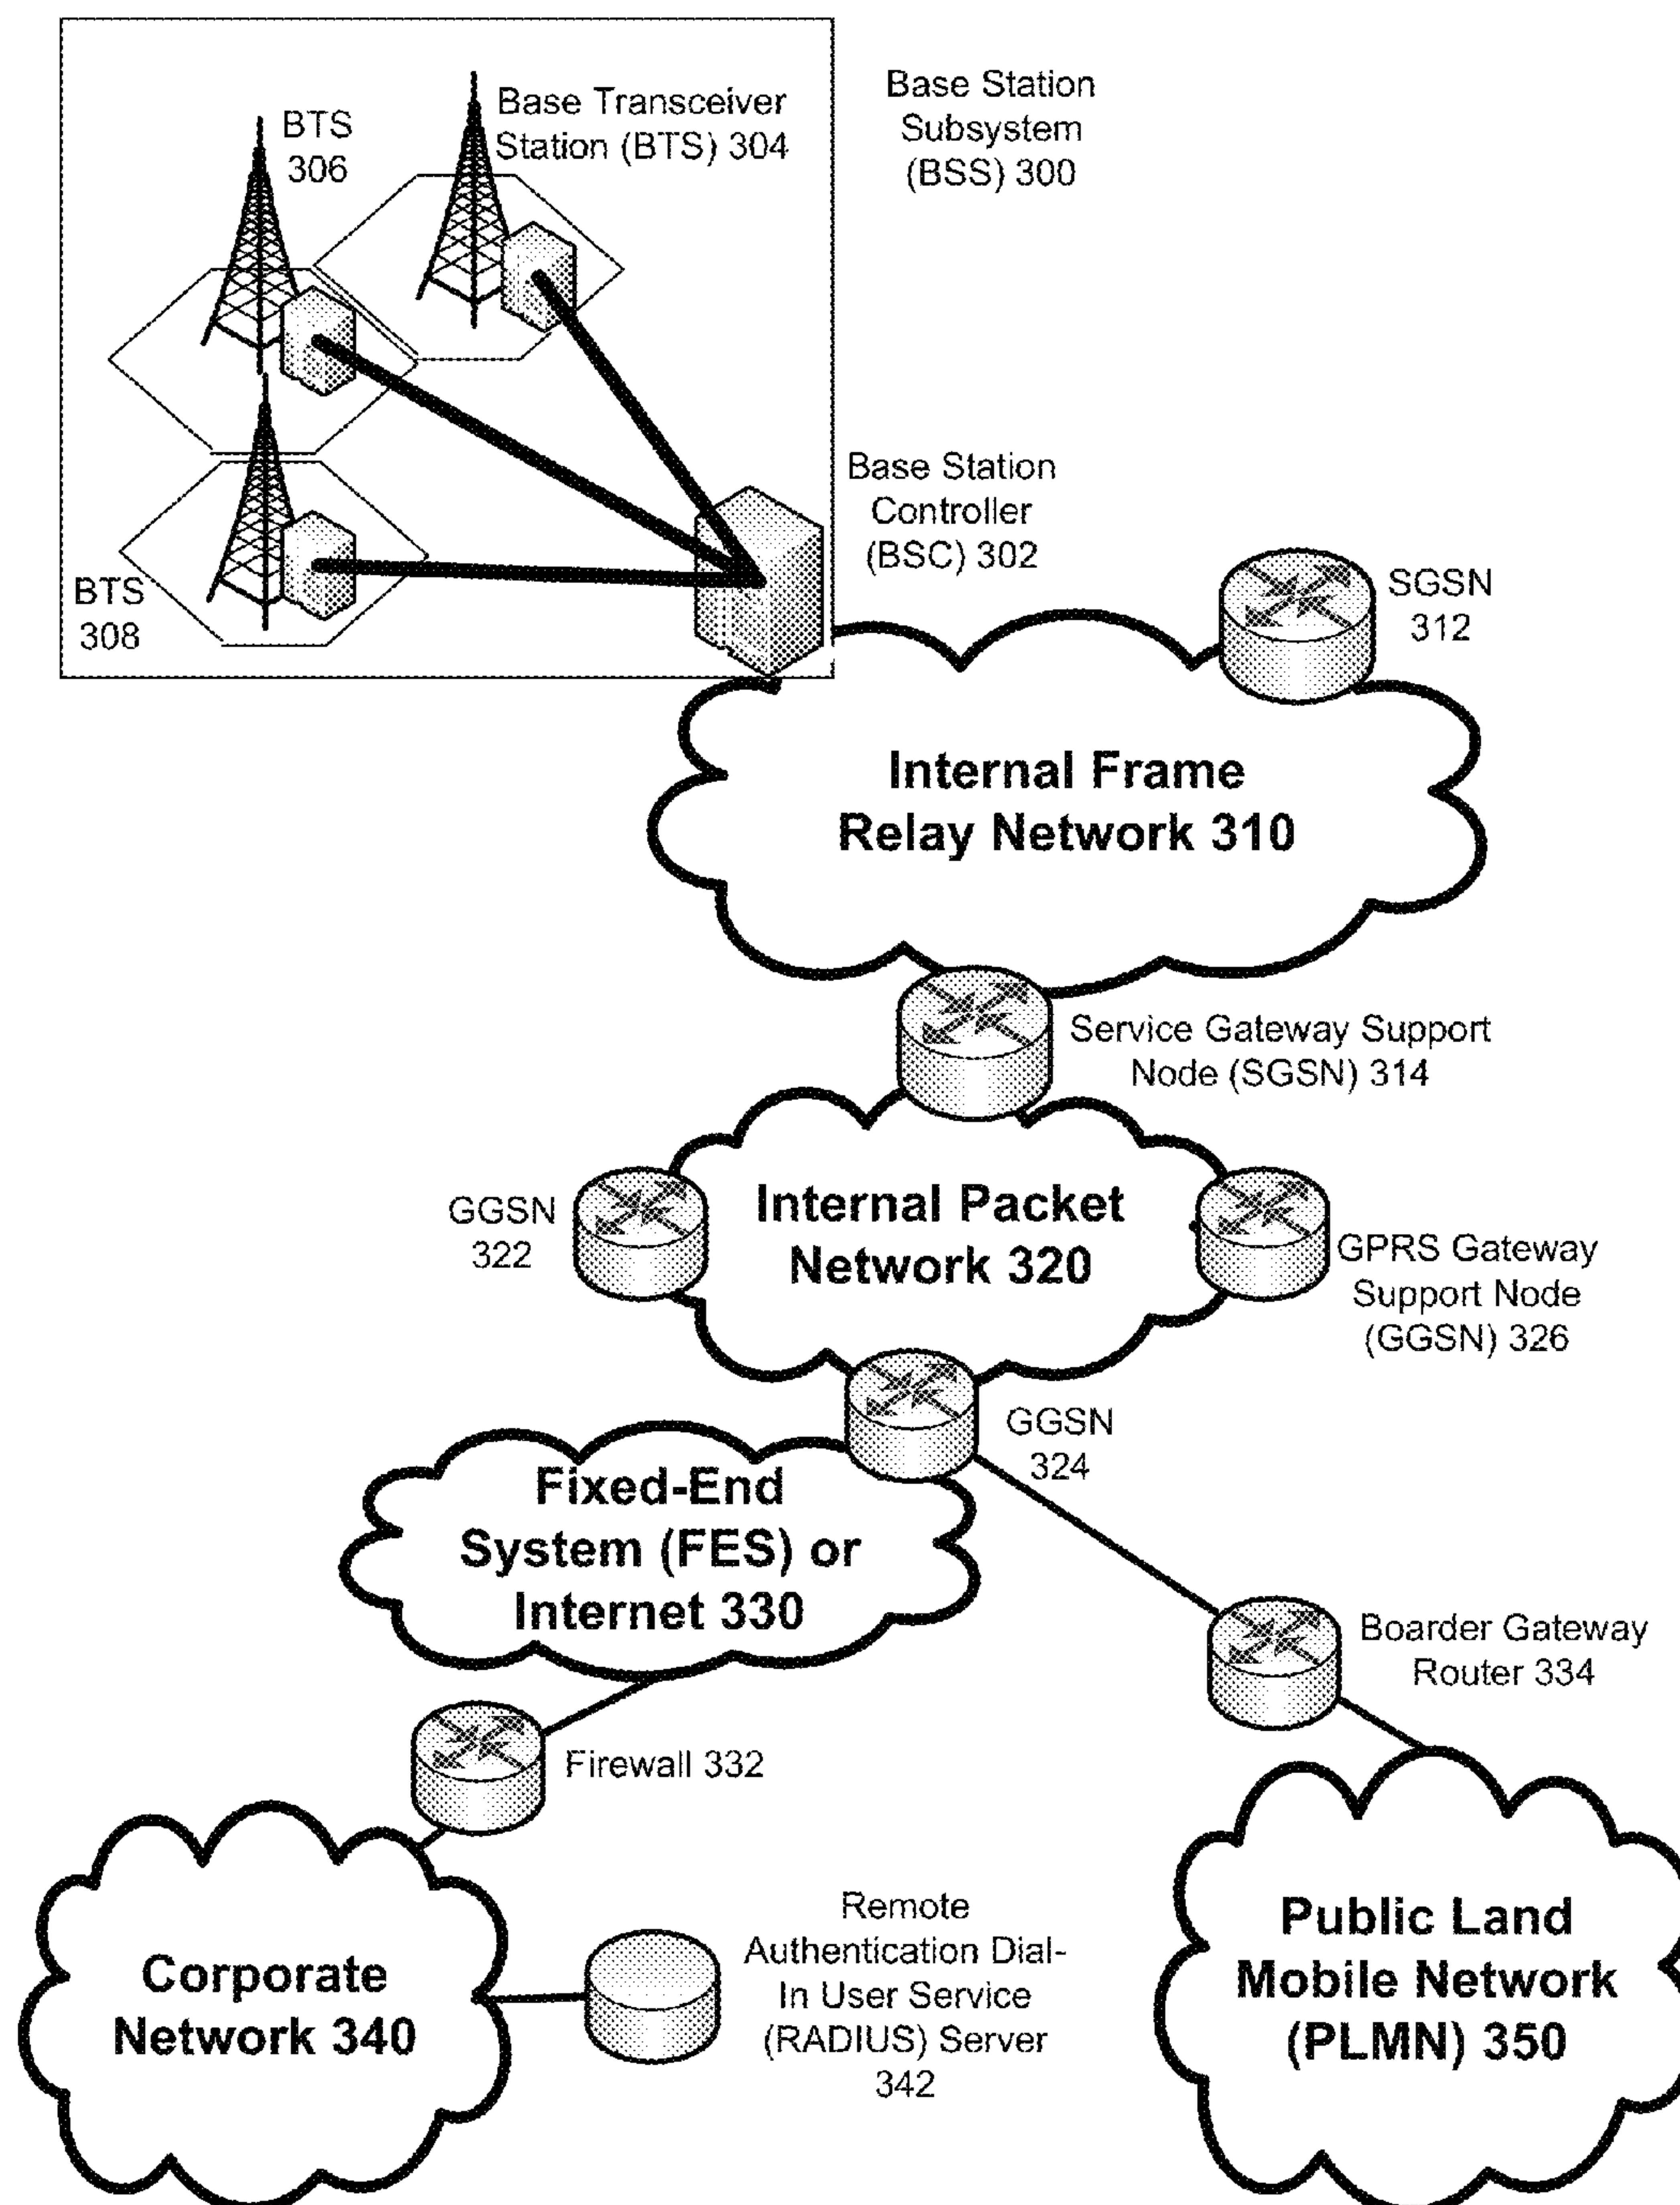 BTS
306
Base Transceiver
Station (BTS) 304
Base Station
Subsystem
(BSS) 300
Base Station
Controller
(BSC) 302
BTS
308
SGSN
312
Internal Frame
Relay Network 310
Service Gateway Support
Node (SGSN) 314
GGSN
322
Internal Packet
Network 320
GPRS Gateway
Support Node
(GGSN) 326
GGSN
324
Fixed-End
System (FES) or
Internet 330
Boarder Gateway
Router 334
Firewall 332
Remote
Authentication Dial-
In User Service
(RADIUS) Server
342
Corporate
Network 340
Public Land
Mobile Network
(PLMN) 350